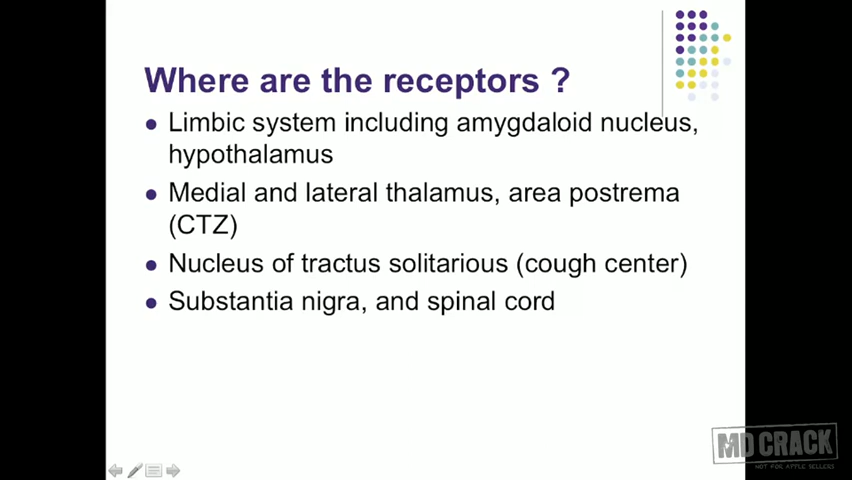 Where are the receptors ?
● Limbic system including amygdaloid nucleus,
hypothalamus
● Medial and lateral thalamus, area postrema
(CTZ)
● Nucleus of tractus solitarious (cough center)
● Substantia nigra, and spinal cord
MD CRACK
NOT FOR APPLE SELLERS